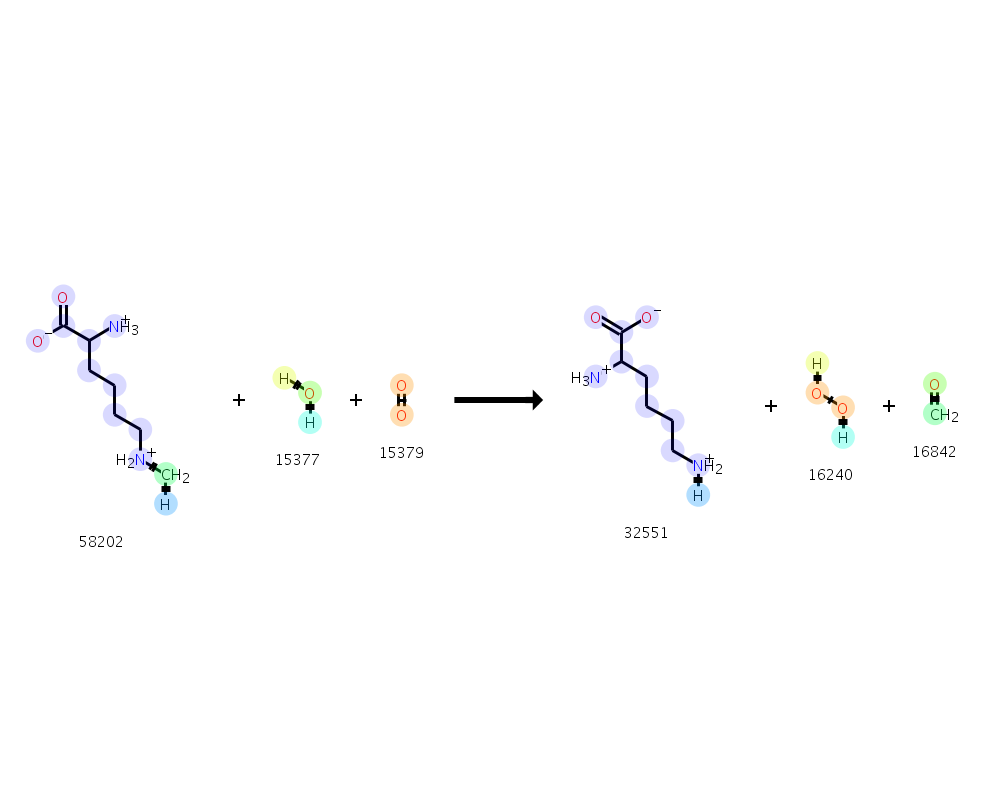 O
O⁻ NH3⁺
H2N⁺
CH2
H
58202
+
H
O
H
15377
+
O
O
15379
O O⁻
H3N⁺
NH2⁺
H
32551
+
H
O
O
H
16240
+
O
CH2
16842